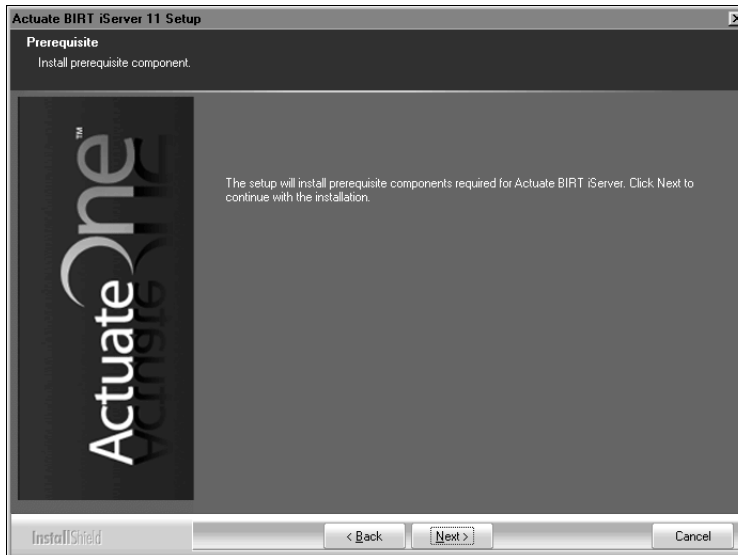 Actuate BIRT iServer 11 Setup
Prerequisite
Install prerequisite component.
ActuateOne™
The setup will install prerequisite components required for Actuate BIRT iServer. Click Next to
continue with the installation.
InstallShield
< Back
Next >
Cancel